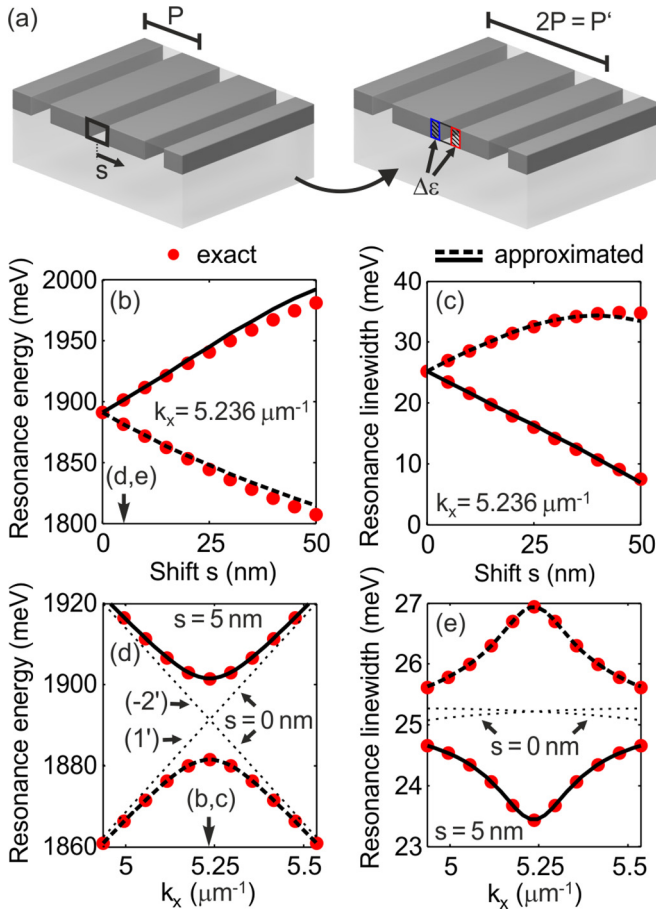 (a)
P
2P = P‘
s
Δε
exact
approximated
Resonance energy (meV)
2000
1950
1900
1850
1800
(b)
kₓ= 5.236 μm⁻¹
(d,e)
0
25
50
Shift s (nm)
Resonance linewidth (meV)
40
30
20
10
0
(c)
kₓ= 5.236 μm⁻¹
0
25
50
Shift s (nm)
Resonance energy (meV)
1920
1900
1880
1860
(d)
s = 5 nm
(-2')
(1')
s = 0 nm
(b,c)
5
5.25
5.5
kₓ (μm⁻¹)
Resonance linewidth (meV)
27
26
25
24
23
(e)
s = 0 nm
s = 5 nm
5
5.25
5.5
kₓ (μm⁻¹)